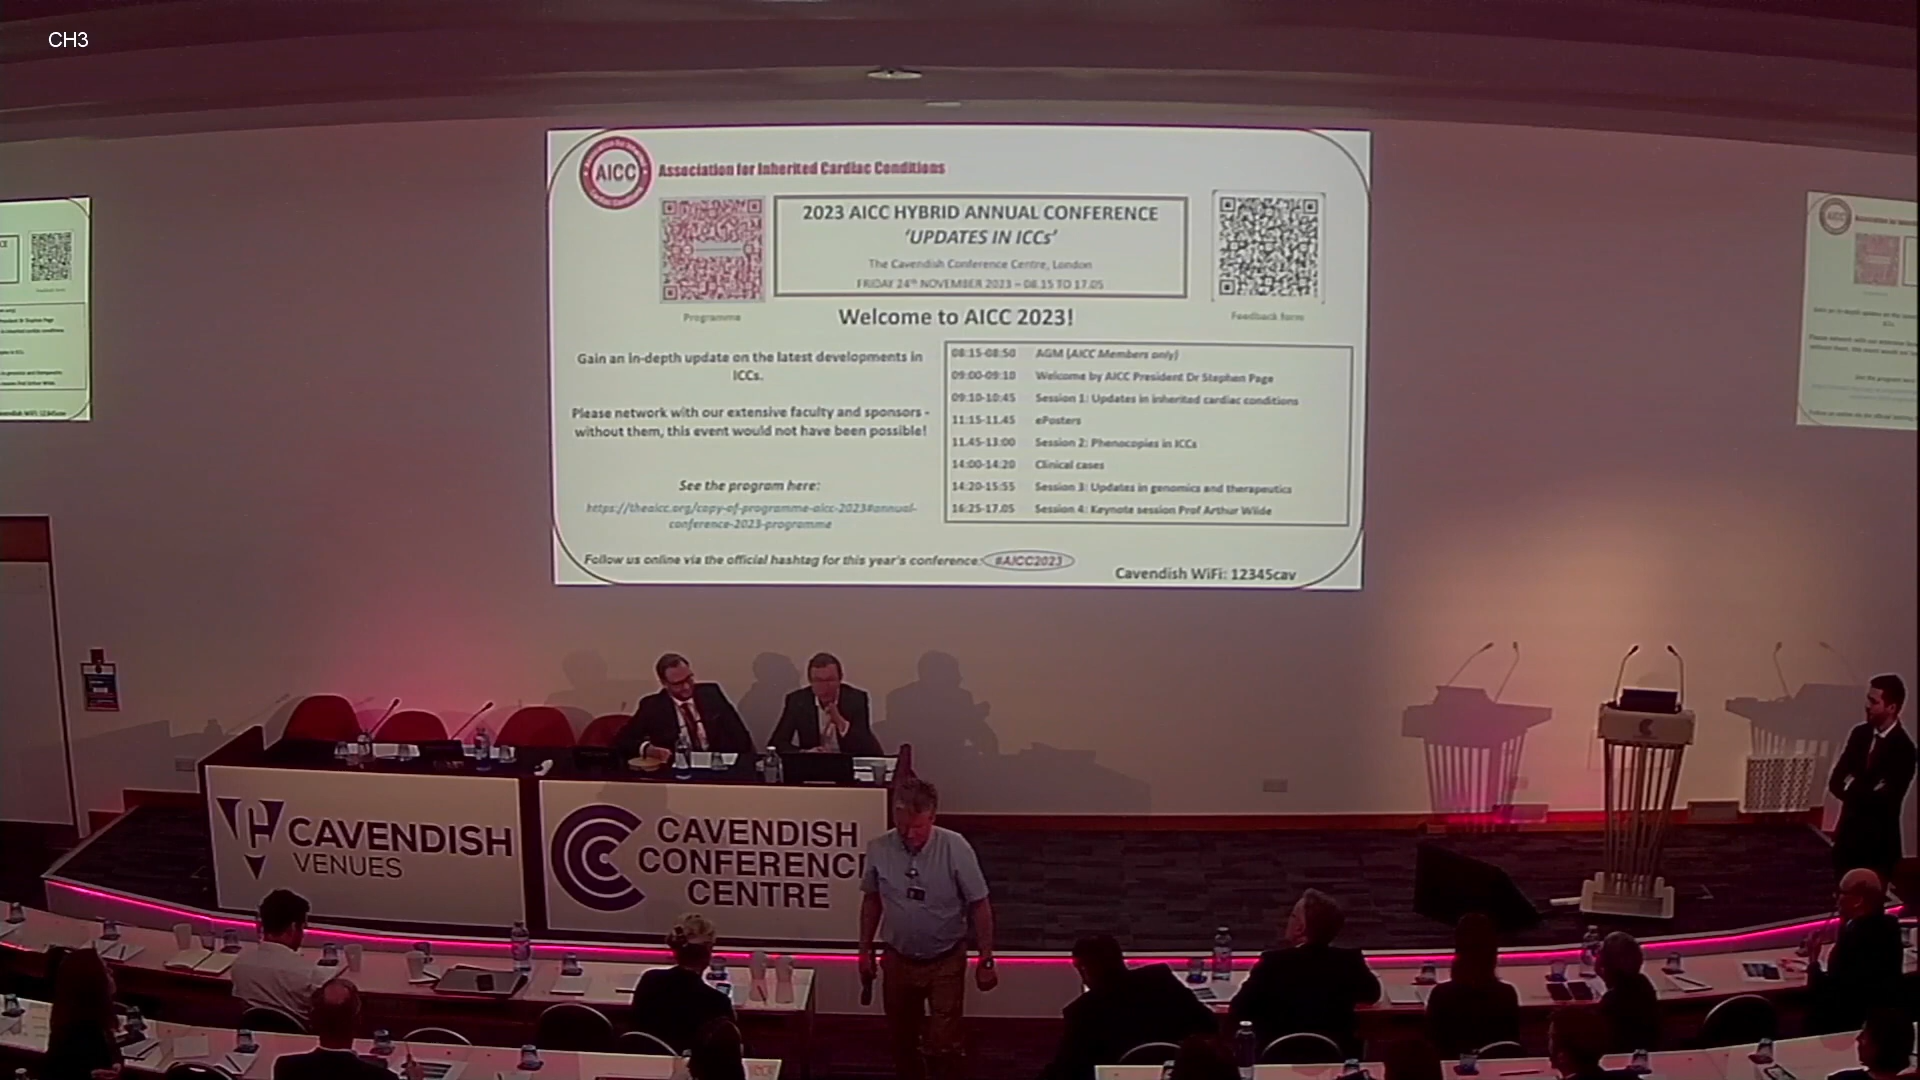 CH3
AICC
Association for Inherited Cardiac Conditions
2023 AICC HYBRID ANNUAL CONFERENCE
‘UPDATES IN ICCs’
The Cavendish Conference Centre, London
FRIDAY 24th NOVEMBER 2023 – 08.15 TO 17.05
Programme
Feedback form
Welcome to AICC 2023!
Gain an in-depth update on the latest developments in
ICCs.
Please network with our extensive faculty and sponsors -
without them, this event would not have been possible!
See the program here:
https://theaicc.org/copy-of-programme-aicc-2023#annual-
conference-2023-programme
08:15-08:50 AGM (AICC Members only)
09:00-09:10 Welcome by AICC President Dr Stephen Page
09:10-10:45 Session 1: Updates in inherited cardiac conditions
11:15-11.45 ePosters
11.45-13:00 Session 2: Phenocopies in ICCs
14:00-14:20 Clinical cases
14:20-15:55 Session 3: Updates in genomics and therapeutics
16:25-17.05 Session 4: Keynote session Prof Arthur Wilde
Follow us online via the official hashtag for this year's conference: #AICC2023
Cavendish WiFi: 12345cav
CAVENDISH
VENUES
CAVENDISH
CONFERENC
CENTRE